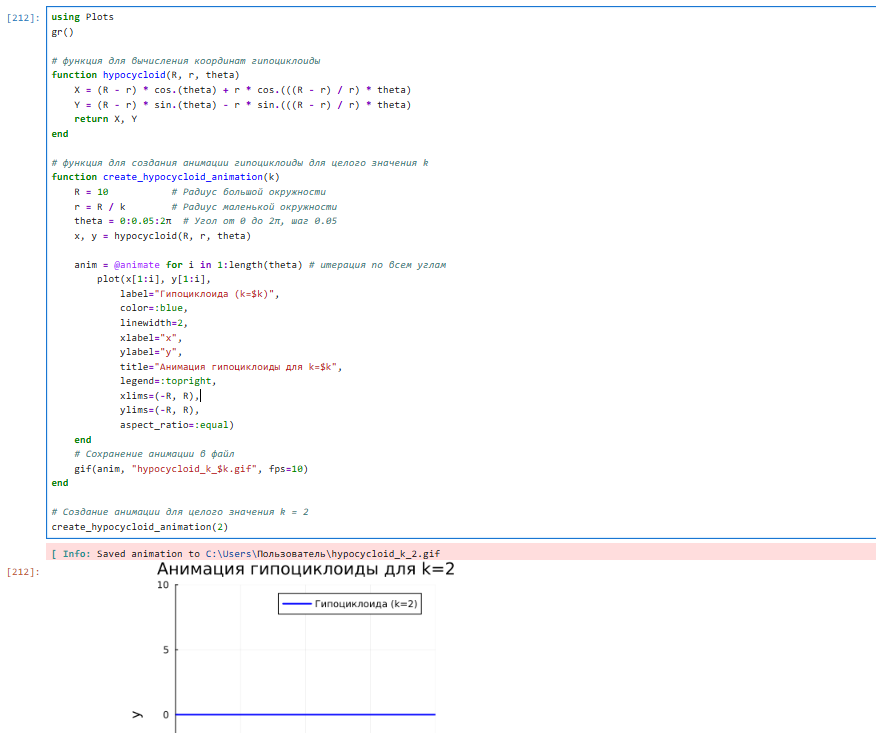 [212]: using Plots
gr()
# функция для вычисления координат гипоциклоиды
function hypocycloid(R, r, theta)
    X = (R - r) * cos.(theta) + r * cos.(((R - r) / r) * theta)
    Y = (R - r) * sin.(theta) - r * sin.(((R - r) / r) * theta)
    return X, Y
end
# функция для создания анимации гипоциклоиды для целого значения k
function create_hypocycloid_animation(k)
    R = 10           # Радиус большой окружности
    r = R / k        # Радиус маленькой окружности
    theta = 0:0.05:2π  # Угол от 0 до 2π, шаг 0.05
    x, y = hypocycloid(R, r, theta)
    anim = @animate for i in 1:length(theta) # итерация по всем углам
        plot(x[1:i], y[1:i],
            label="Гипоциклоида (k=$k)",
            color=:blue,
            linewidth=2,
            xlabel="x",
            ylabel="y",
            title="Анимация гипоциклоиды для k=$k",
            legend=:topright,
            xlims=(-R, R),
            ylims=(-R, R),
            aspect_ratio=:equal)
    end
    # Сохранение анимации в файл
    gif(anim, "hypocycloid_k_$k.gif", fps=10)
end
# Создание анимации для целого значения k = 2
create_hypocycloid_animation(2)
[ Info: Saved animation to C:\Users\Пользователь\hypocycloid_k_2.gif
[212]:
Анимация гипоциклоиды для k=2
10
Гипоциклоида (k=2)
5
y
0